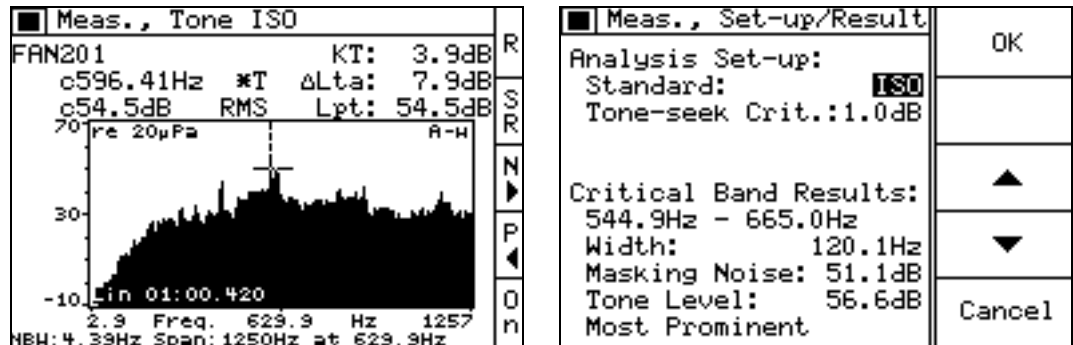 Meas., Tone ISO
FAN201 KT: 3.9dB
c596.41Hz *T ΔLta: 7.9dB
c54.5dB RMS Lpt: 54.5dB
70 re 20µPa A-W
30
-10 Lin 01:00.420
2.9 Freq. 629.9 Hz 1257
NBW:4.39Hz Span:1250Hz at 629.9Hz
R
S
R
N
P
O
n
Meas., Set-up/Result
Analysis Set-up:
Standard: ISO
Tone-seek Crit.:1.0dB
Critical Band Results:
544.9Hz - 665.0Hz
Width: 120.1Hz
Masking Noise: 51.1dB
Tone Level: 56.6dB
Most Prominent
OK
Cancel